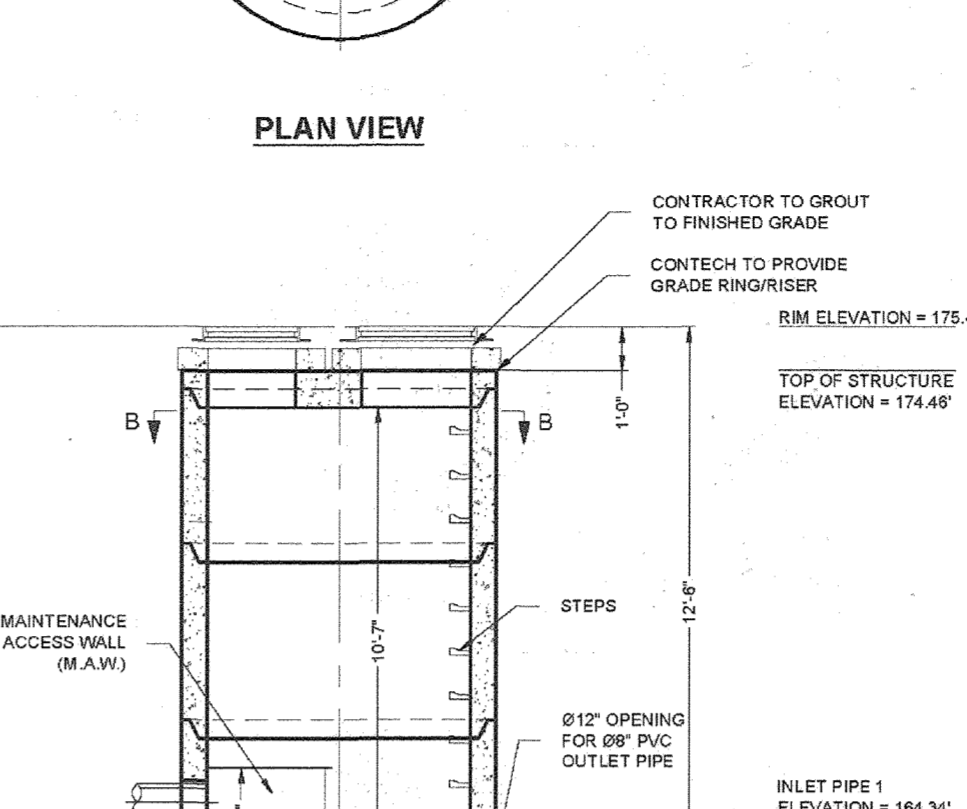 PLAN VIEW
CONTRACTOR TO GROUT
TO FINISHED GRADE
CONTECH TO PROVIDE
GRADE RING/RISER
RIM ELEVATION = 175.
TOP OF STRUCTURE
ELEVATION = 174.46'
B
B
1'-0"
STEPS
12'-6"
10'-7"
MAINTENANCE
ACCESS WALL
(M.A.W.)
Ø12" OPENING
FOR Ø8" PVC
OUTLET PIPE
INLET PIPE 1
ELEVATION = 164.34'